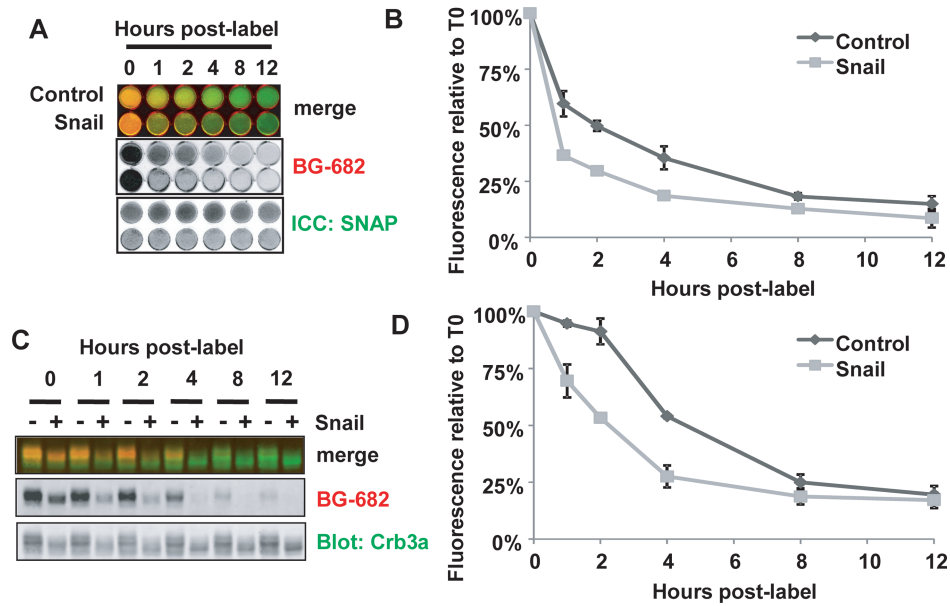 A
Hours post-label
0 1 2 4 8 12
Control
Snail
merge
BG-682
ICC: SNAP
B
Fluorescence relative to T0
100%
75%
50%
25%
0%
Control
Snail
0 2 4 6 8 10 12
Hours post-label
C
Hours post-label
0 1 2 4 8 12
- + - + - + - + - + - + Snail
merge
BG-682
Blot: Crb3a
D
Fluorescence relative to T0
100%
75%
50%
25%
0%
Control
Snail
0 2 4 6 8 10 12
Hours post-label